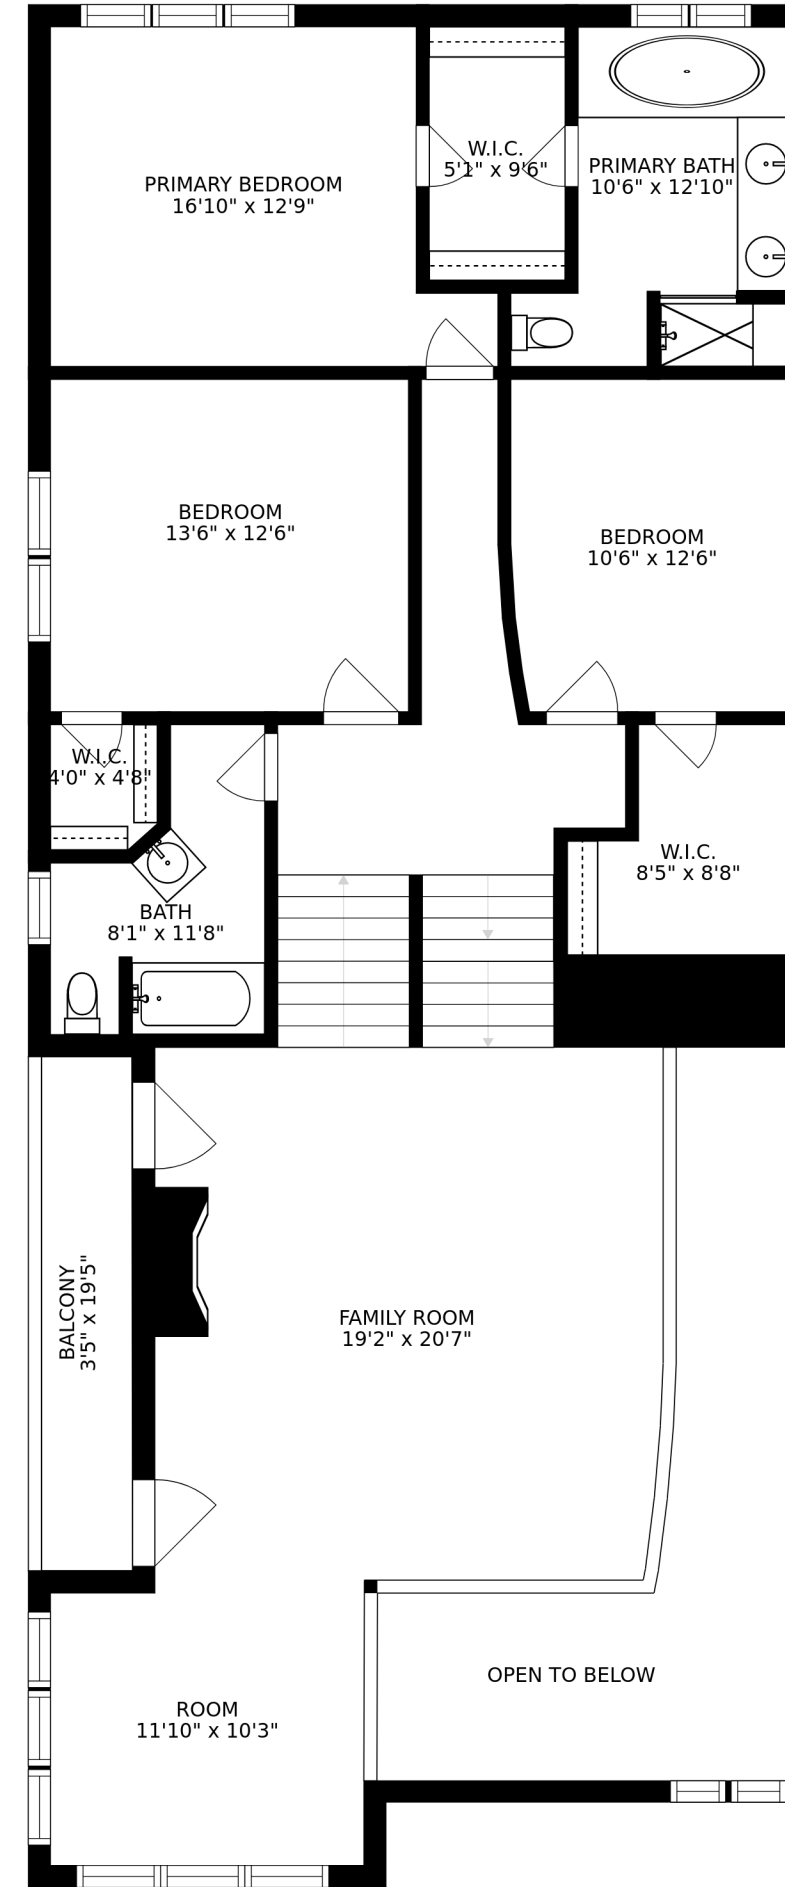 W.I.C.
5'1" x 9'6"
PRIMARY BATH
10'6" x 12'10"
PRIMARY BEDROOM
16'10" x 12'9"
BEDROOM
13'6" x 12'6"
BEDROOM
10'6" x 12'6"
W.I.C.
4'0" x 4'8"
W.I.C.
8'5" x 8'8"
BATH
8'1" x 11'8"
BALCONY
3'5" x 19'5"
FAMILY ROOM
19'2" x 20'7"
OPEN TO BELOW
ROOM
11'10" x 10'3"